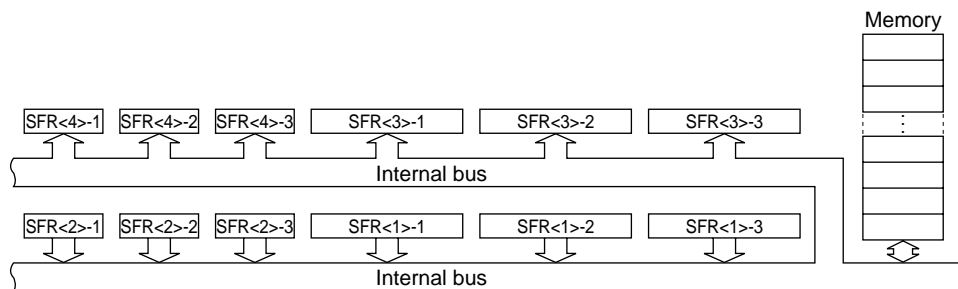 Memory
SFR<4>-1 SFR<4>-2 SFR<4>-3 SFR<3>-1 SFR<3>-2 SFR<3>-3
Internal bus
SFR<2>-1 SFR<2>-2 SFR<2>-3 SFR<1>-1 SFR<1>-2 SFR<1>-3
Internal bus